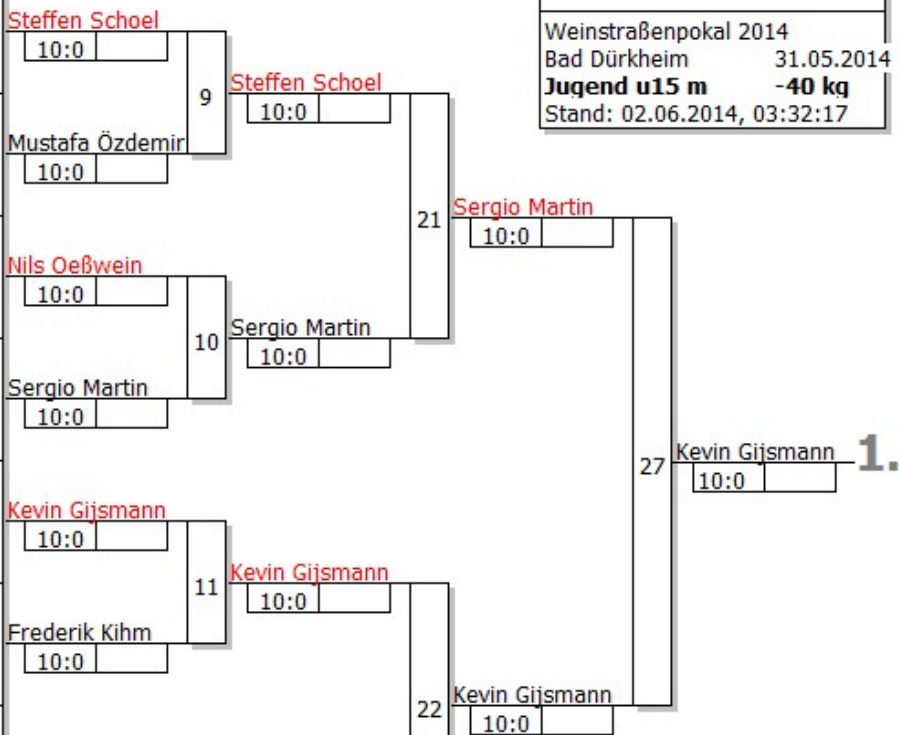 Weinstraßenpokal 2014
Bad Dürkheim 31.05.2014
Jugend u15 m -40 kg
Stand: 02.06.2014, 03:32:17
Steffen Schoel
10:0
9
Mustafa Özdemir
10:0
Nils Oeßwein
10:0
10
Sergio Martin
10:0
Kevin Gijsmann
10:0
11
Frederik Kihm
10:0
Steffen Schoel
10:0
21
Sergio Martin
10:0
Kevin Gijsmann
10:0
22
Sergio Martin
10:0
27
Kevin Gijsmann
10:0
Kevin Gijsmann 1.
10:0